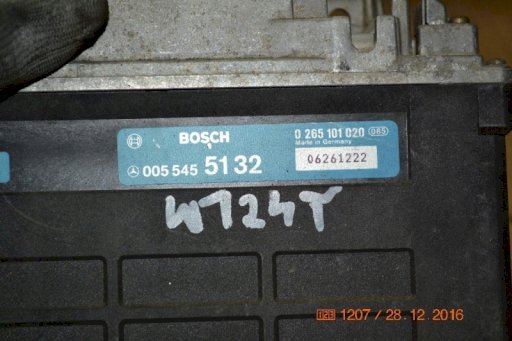 BOSCH
0 265 101 020 085
Made in Germany
005 545 51 32
06261222
W124T
023 1207 / 28. 12. 2016